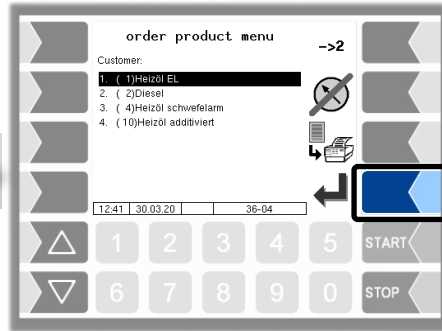 order product menu
->2
Customer:
1. ( 1)Heizöl EL
2. ( 2)Diesel
3. ( 4)Heizöl schwefelarm
4. ( 10)Heizöl additiviert
12:41 30.03.20 36-04
1 2 3 4 5 START
6 7 8 9 0 STOP